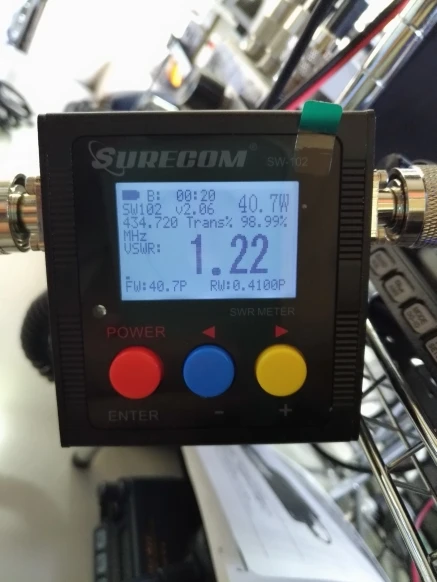 SURECOM®
SW-102
B: 00:20
SW102 v2.06 40.7W
434.720 Trans% 98.99%
MHz
VSWR: 1.22
FW:40.7P RW:0.4100P
SWR METER
POWER ◀ ▶
ENTER − +